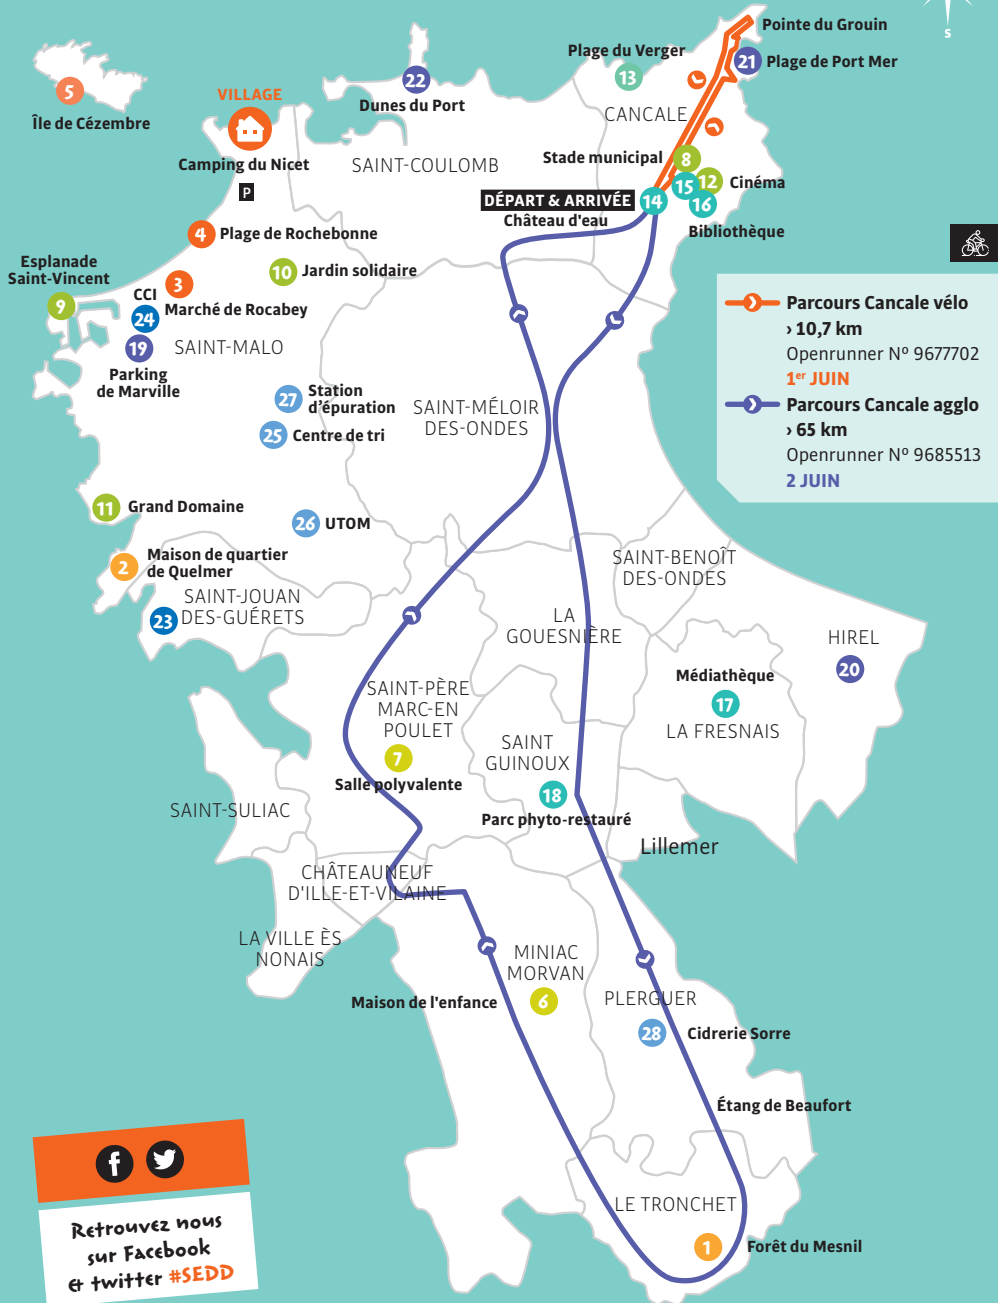 S
Pointe du Grouin
Plage du Verger
13
21
Plage de Port Mer
5
Île de Cézembre
22
Dunes du Port
VILLAGE
Camping du Nicet
P
CANCALE
SAINT-COULOMB
Stade municipal
8
15
12
Cinéma
DÉPART & ARRIVÉE
14
16
Château d'eau
Bibliothèque
4
Plage de Rochebonne
Esplanade
Saint-Vincent
9
10
Jardin solidaire
3
Marché de Rocabey
CCI
24
19
SAINT-MALO
Parking
de Marville
Parcours Cancale vélo
› 10,7 km
Openrunner Nº 9677702
1er JUIN
Parcours Cancale agglo
› 65 km
Openrunner Nº 9685513
2 JUIN
27
Station
d'épuration
25
Centre de tri
SAINT-MÉLOIR
DES-ONDES
11
Grand Domaine
26
UTOM
2
Maison de quartier
de Quelmer
SAINT-JOUAN
DES-GUÉRETS
23
SAINT-BENOÎT
DES-ONDES
LA
GOUESNIÈRE
HIREL
20
Médiathèque
17
LA FRESNAIS
SAINT-PÈRE
MARC-EN
POULET
7
Salle polyvalente
SAINT
GUINOUX
18
Parc phyto-restauré
SAINT-SULIAC
Lillemer
CHÂTEAUNEUF
D'ILLE-ET-VILAINE
LA VILLE ÈS
NONAIS
MINIAC
MORVAN
Maison de l'enfance
6
PLERGUER
28
Cidrerie Sorre
Étang de Beaufort
LE TRONCHET
1
Forêt du Mesnil
f
Retrouvez nous
sur Facebook
& twitter #SEDD